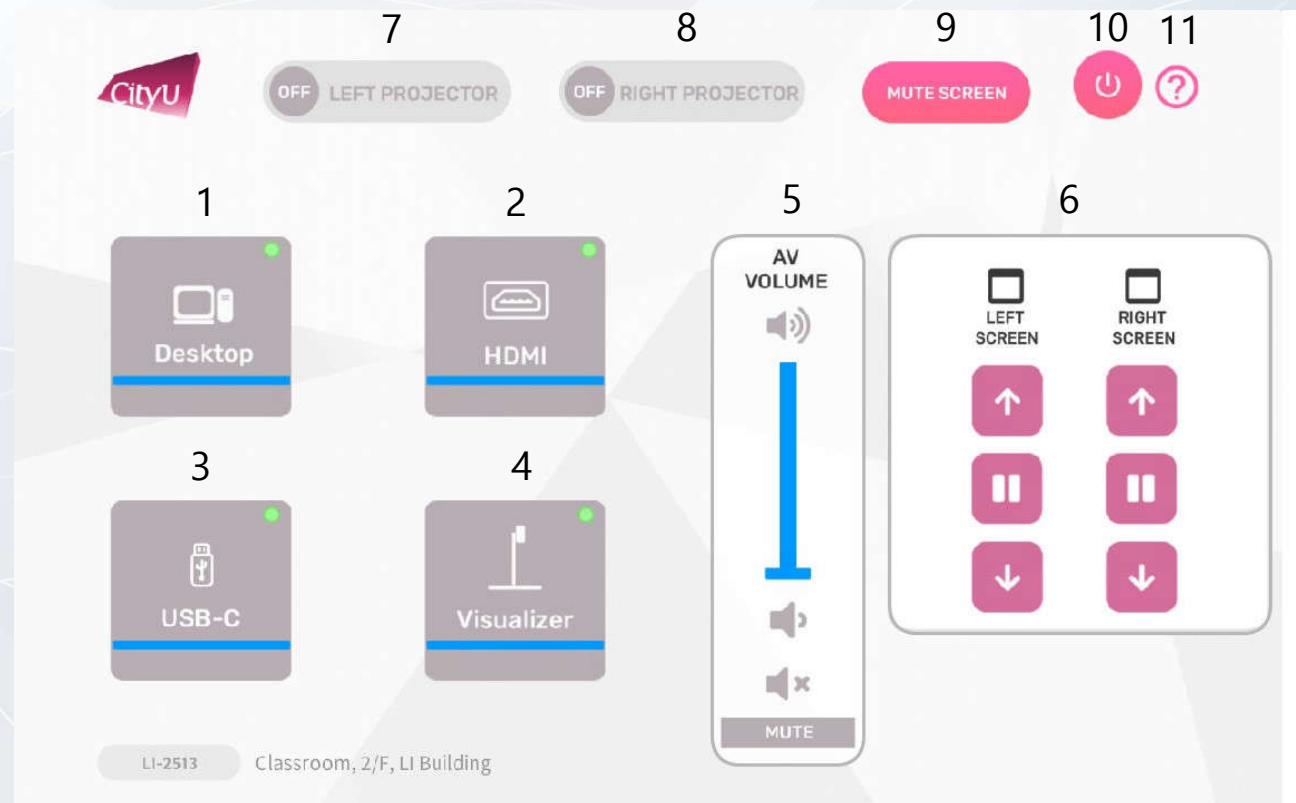 7
8
9
10
11
CityU
OFF LEFT PROJECTOR
OFF RIGHT PROJECTOR
MUTE SCREEN
?
1
2
5
6
Desktop
HDMI
AV
VOLUME
LEFT
SCREEN
RIGHT
SCREEN
3
4
USB-C
Visualizer
MUTE
LI-2513
Classroom, 2/F, LI Building